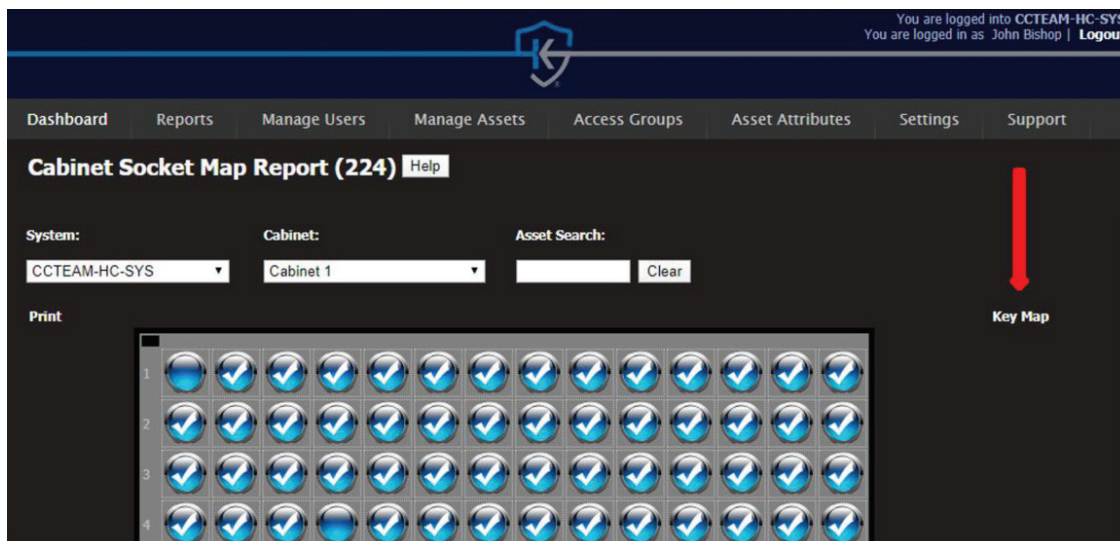 You are logged into CCTEAM-HC-SYS
You are logged in as John Bishop | Logout
K
Dashboard Reports Manage Users Manage Assets Access Groups Asset Attributes Settings Support
Cabinet Socket Map Report (224) Help
System: Cabinet: Asset Search:
CCTEAM-HC-SYS Cabinet 1 Clear
Print Key Map
1
2
3
4